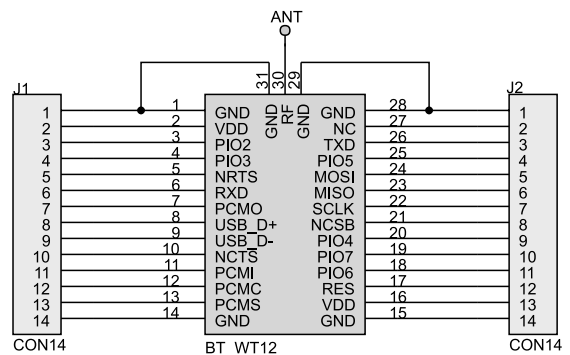 ANT
31 30 29
J1 J2
GND RF GND
1 1 GND GND 28 1
2 2 VDD NC 27 2
3 3 PIO2 TXD 26 3
4 4 PIO3 PIO5 25 4
5 5 NRTS MOSI 24 5
6 6 RXD MISO 23 6
7 7 PCMO SCLK 22 7
8 8 USB_D+ NCSB 21 8
9 9 USB_D- PIO4 20 9
10 10 NCTS PIO7 19 10
11 11 PCMI PIO6 18 11
12 12 PCMC RES 17 12
13 13 PCMS VDD 16 13
14 14 GND GND 15 14
CON14 BT WT12 CON14